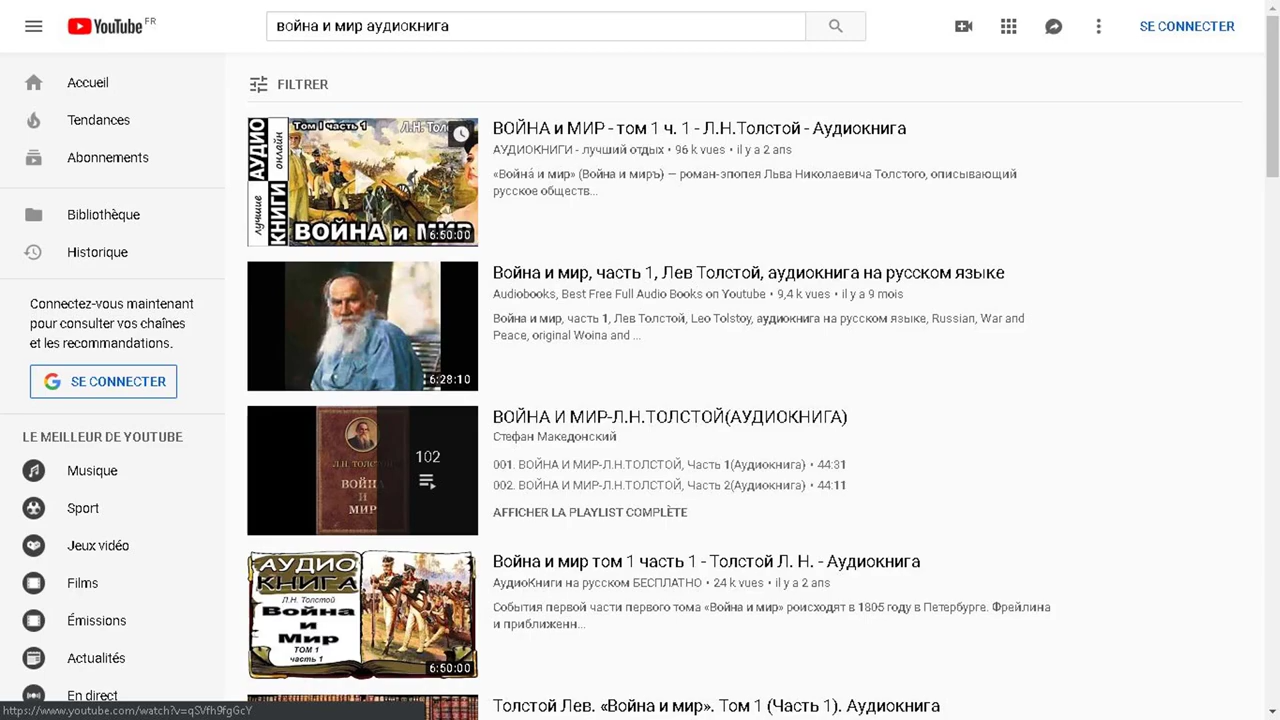 YouTube FR
война и мир аудиокнига
SE CONNECTER
Accueil
Tendances
Abonnements
Bibliothèque
Historique
Connectez-vous maintenant
pour consulter vos chaînes
et les recommandations.
SE CONNECTER
LE MEILLEUR DE YOUTUBE
Musique
Sport
Jeux vidéo
Films
Émissions
Actualités
En direct
https://www.youtube.com/watch?v=qSVfh9fgGcY
FILTRER
АУДИО
КНИГИ
онлайн
лучшие
Том I часть 1
Л.Н. Тол
ВОЙНА и МИР
6:50:00
ВОЙНА и МИР - том 1 ч. 1 - Л.Н.Толстой - Аудиокнига
АУДИОКНИГИ - лучший отдых • 96 k vues • il y a 2 ans
«Война́ и мир» (Война и миръ) — роман-эпопея Льва Николаевича Толстого, описывающий
русское обществ...
6:28:10
Война и мир, часть 1, Лев Толстой, аудиокнига на русском языке
Audiobooks, Best Free Full Audio Books on Youtube • 9,4 k vues • il y a 9 mois
Война и мир, часть 1, Лев Толстой, Leo Tolstoy, аудиокнига на русском языке, Russian, War and
Peace, original Woina and ...
Л.Н. ТОЛСТ
ВОЙНА
И
МИР
102
ВОЙНА И МИР-Л.Н.ТОЛСТОЙ(АУДИОКНИГА)
Стефан Македонский
001. ВОЙНА И МИР-Л.Н.ТОЛСТОЙ, Часть 1(Аудиокнига) • 44:31
002. ВОЙНА И МИР-Л.Н.ТОЛСТОЙ, Часть 2(Аудиокнига) • 44:11
AFFICHER LA PLAYLIST COMPLÈTE
АУДИО
КНИГА
Л.Н. Толстой
Война
и
Мир
ТОМ 1
часть 1
6:50:00
Война и мир том 1 часть 1 - Толстой Л. Н. - Аудиокнига
АудиоКниги на русском БЕСПЛАТНО • 24 k vues • il y a 2 ans
События первой части первого тома «Война и мир» роисходят в 1805 году в Петербурге. Фрейлина
и приближенн...
Толстой Лев. «Война и мир». Том 1 (Часть 1). Аудиокнига